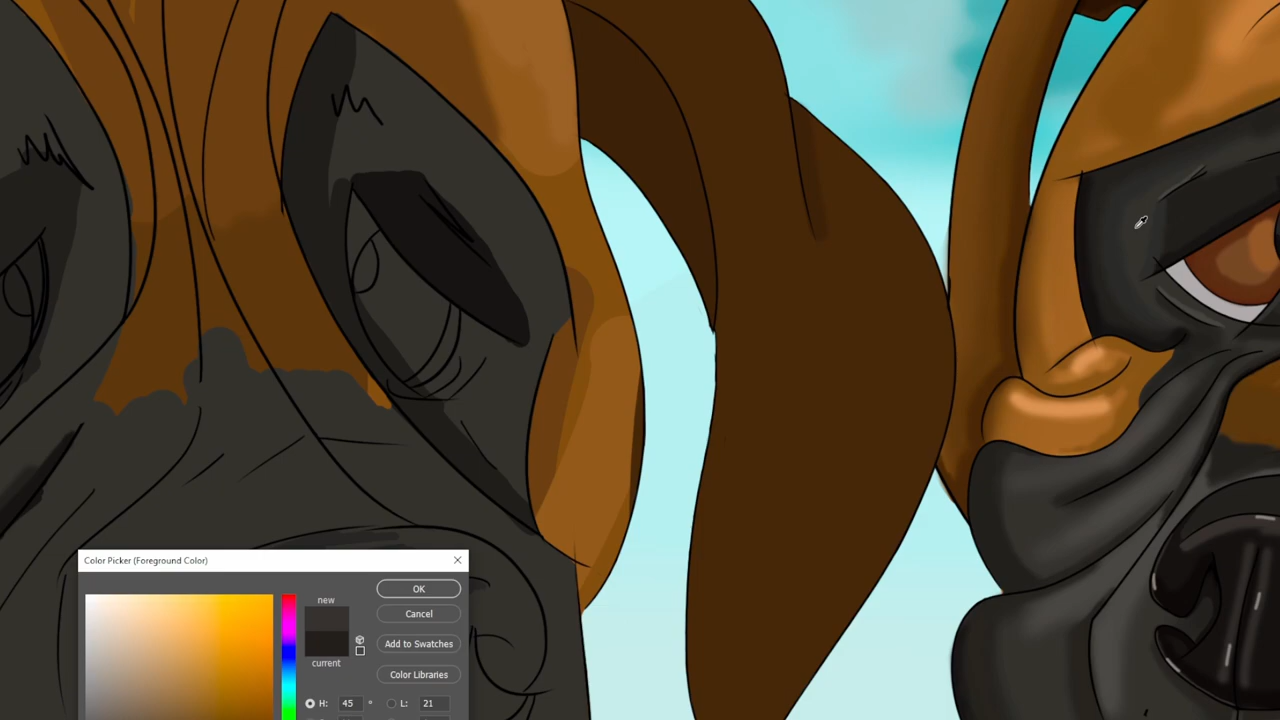 Color Picker (Foreground Color)
new
current
OK
Cancel
Add to Swatches
Color Libraries
H: 45 °
L: 21